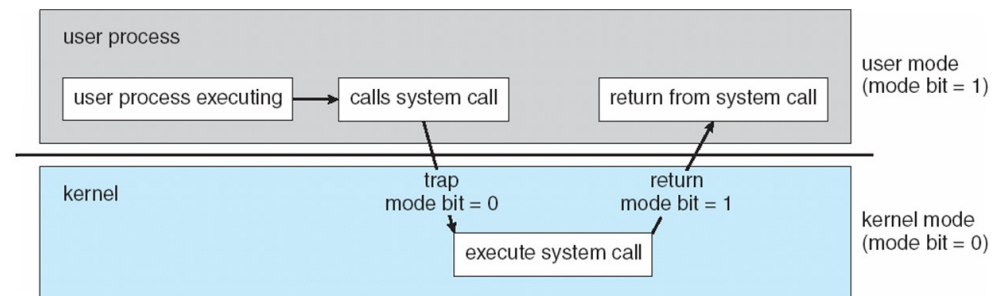 user process
user process executing
calls system call
return from system call
user mode
(mode bit = 1)
kernel
trap
mode bit = 0
return
mode bit = 1
execute system call
kernel mode
(mode bit = 0)